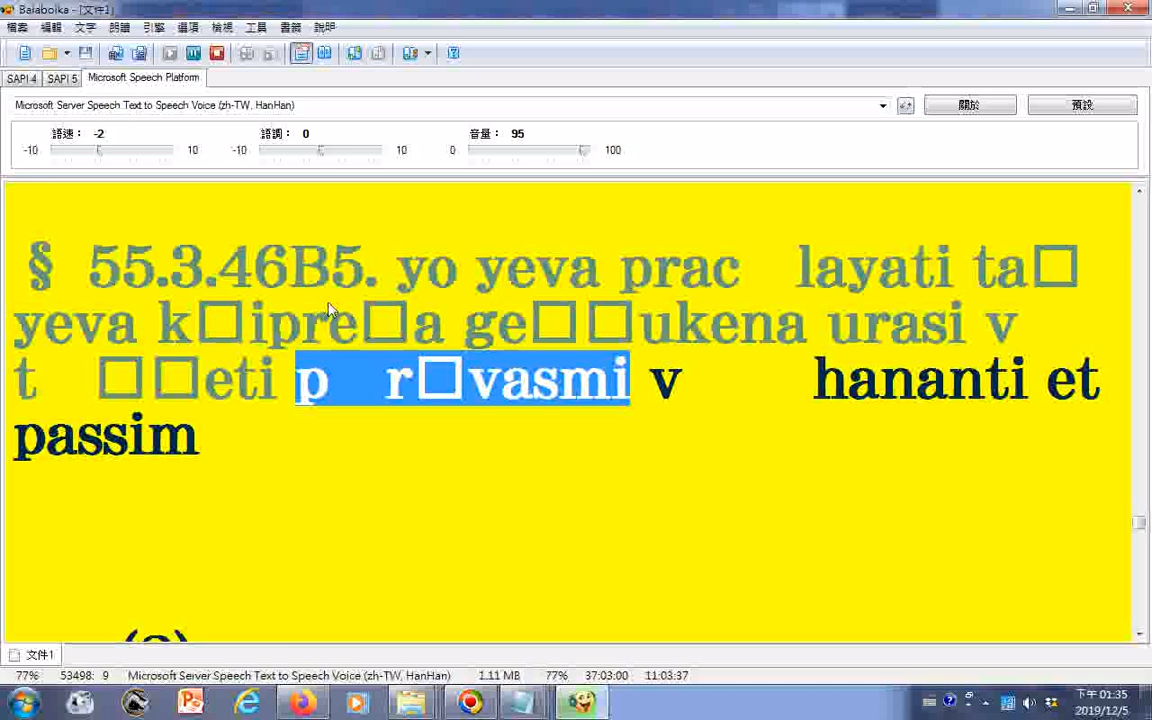 Balabolka - [文件1]
檔案 編輯 文字 朗讀 引擎 選項 檢視 工具 書籤 說明
SAPI 4 SAPI 5 Microsoft Speech Platform
Microsoft Server Speech Text to Speech Voice (zh-TW, HanHan) 關於 預設
語速： -2 語調： 0 音量： 95
-10 10 -10 10 0 100
§ 55.3.46B5. yo yeva prac layati ta□
yeva k□ipre□a ge□□ukena urasi v
t □□eti p r□vasmi v hananti et
passim
文件1
77% 53498: 9 Microsoft Server Speech Text to Speech Voice (zh-TW, HanHan) 1.11 MB 77% 37:03:00 11:03:37
下午 01:35
2019/12/5